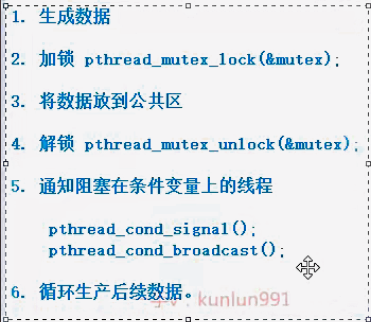 1. 生成数据
2. 加锁 pthread_mutex_lock(&mutex);
3. 将数据放到公共区
4. 解锁 pthread_mutex_unlock(&mutex);
5. 通知阻塞在条件变量上的线程
pthread_cond_signal();
pthread_cond_broadcast();
6. 循环生产后续数据。
学v: kunlun991